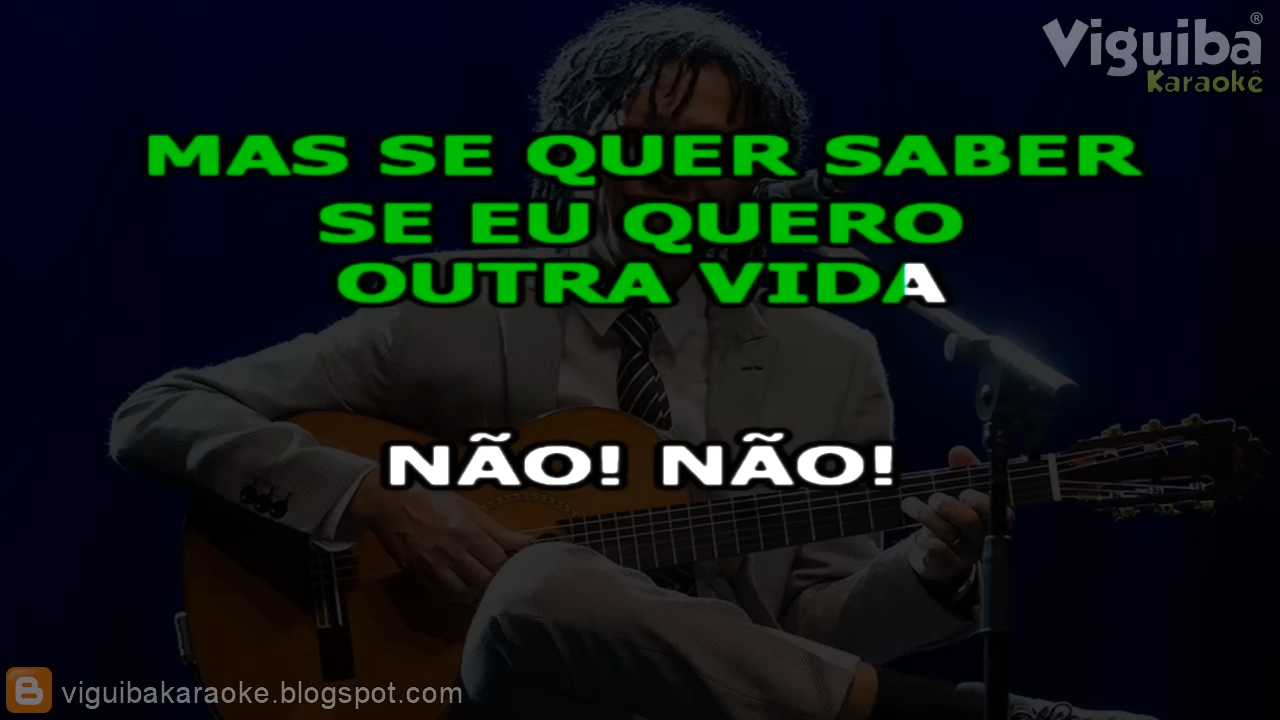 Viguiba®
Karaokê
MAS SE QUER SABER
SE EU QUERO
OUTRA VIDA
NÃO! NÃO!
viguibakaraoke.blogspot.com